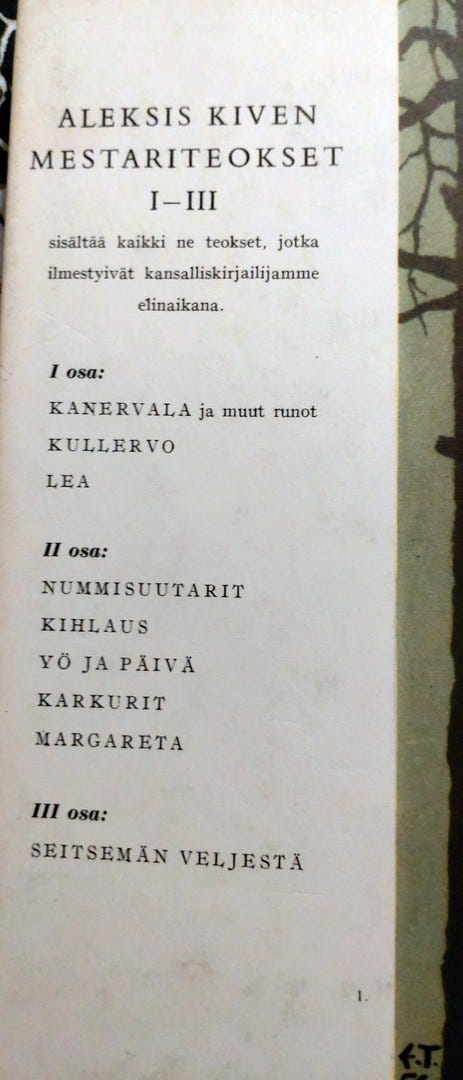 ALEKSIS KIVEN
MESTARITEOKSET
I–III
sisältää kaikki ne teokset, jotka
ilmestyivät kansalliskirjailijamme
elinaikana.
I osa:
KANERVALA ja muut runot
KULLERVO
LEA
II osa:
NUMMISUUTARIT
KIHLAUS
YÖ JA PÄIVÄ
KARKURIT
MARGARETA
III osa:
SEITSEMÄN VELJESTÄ
1.
E.T.